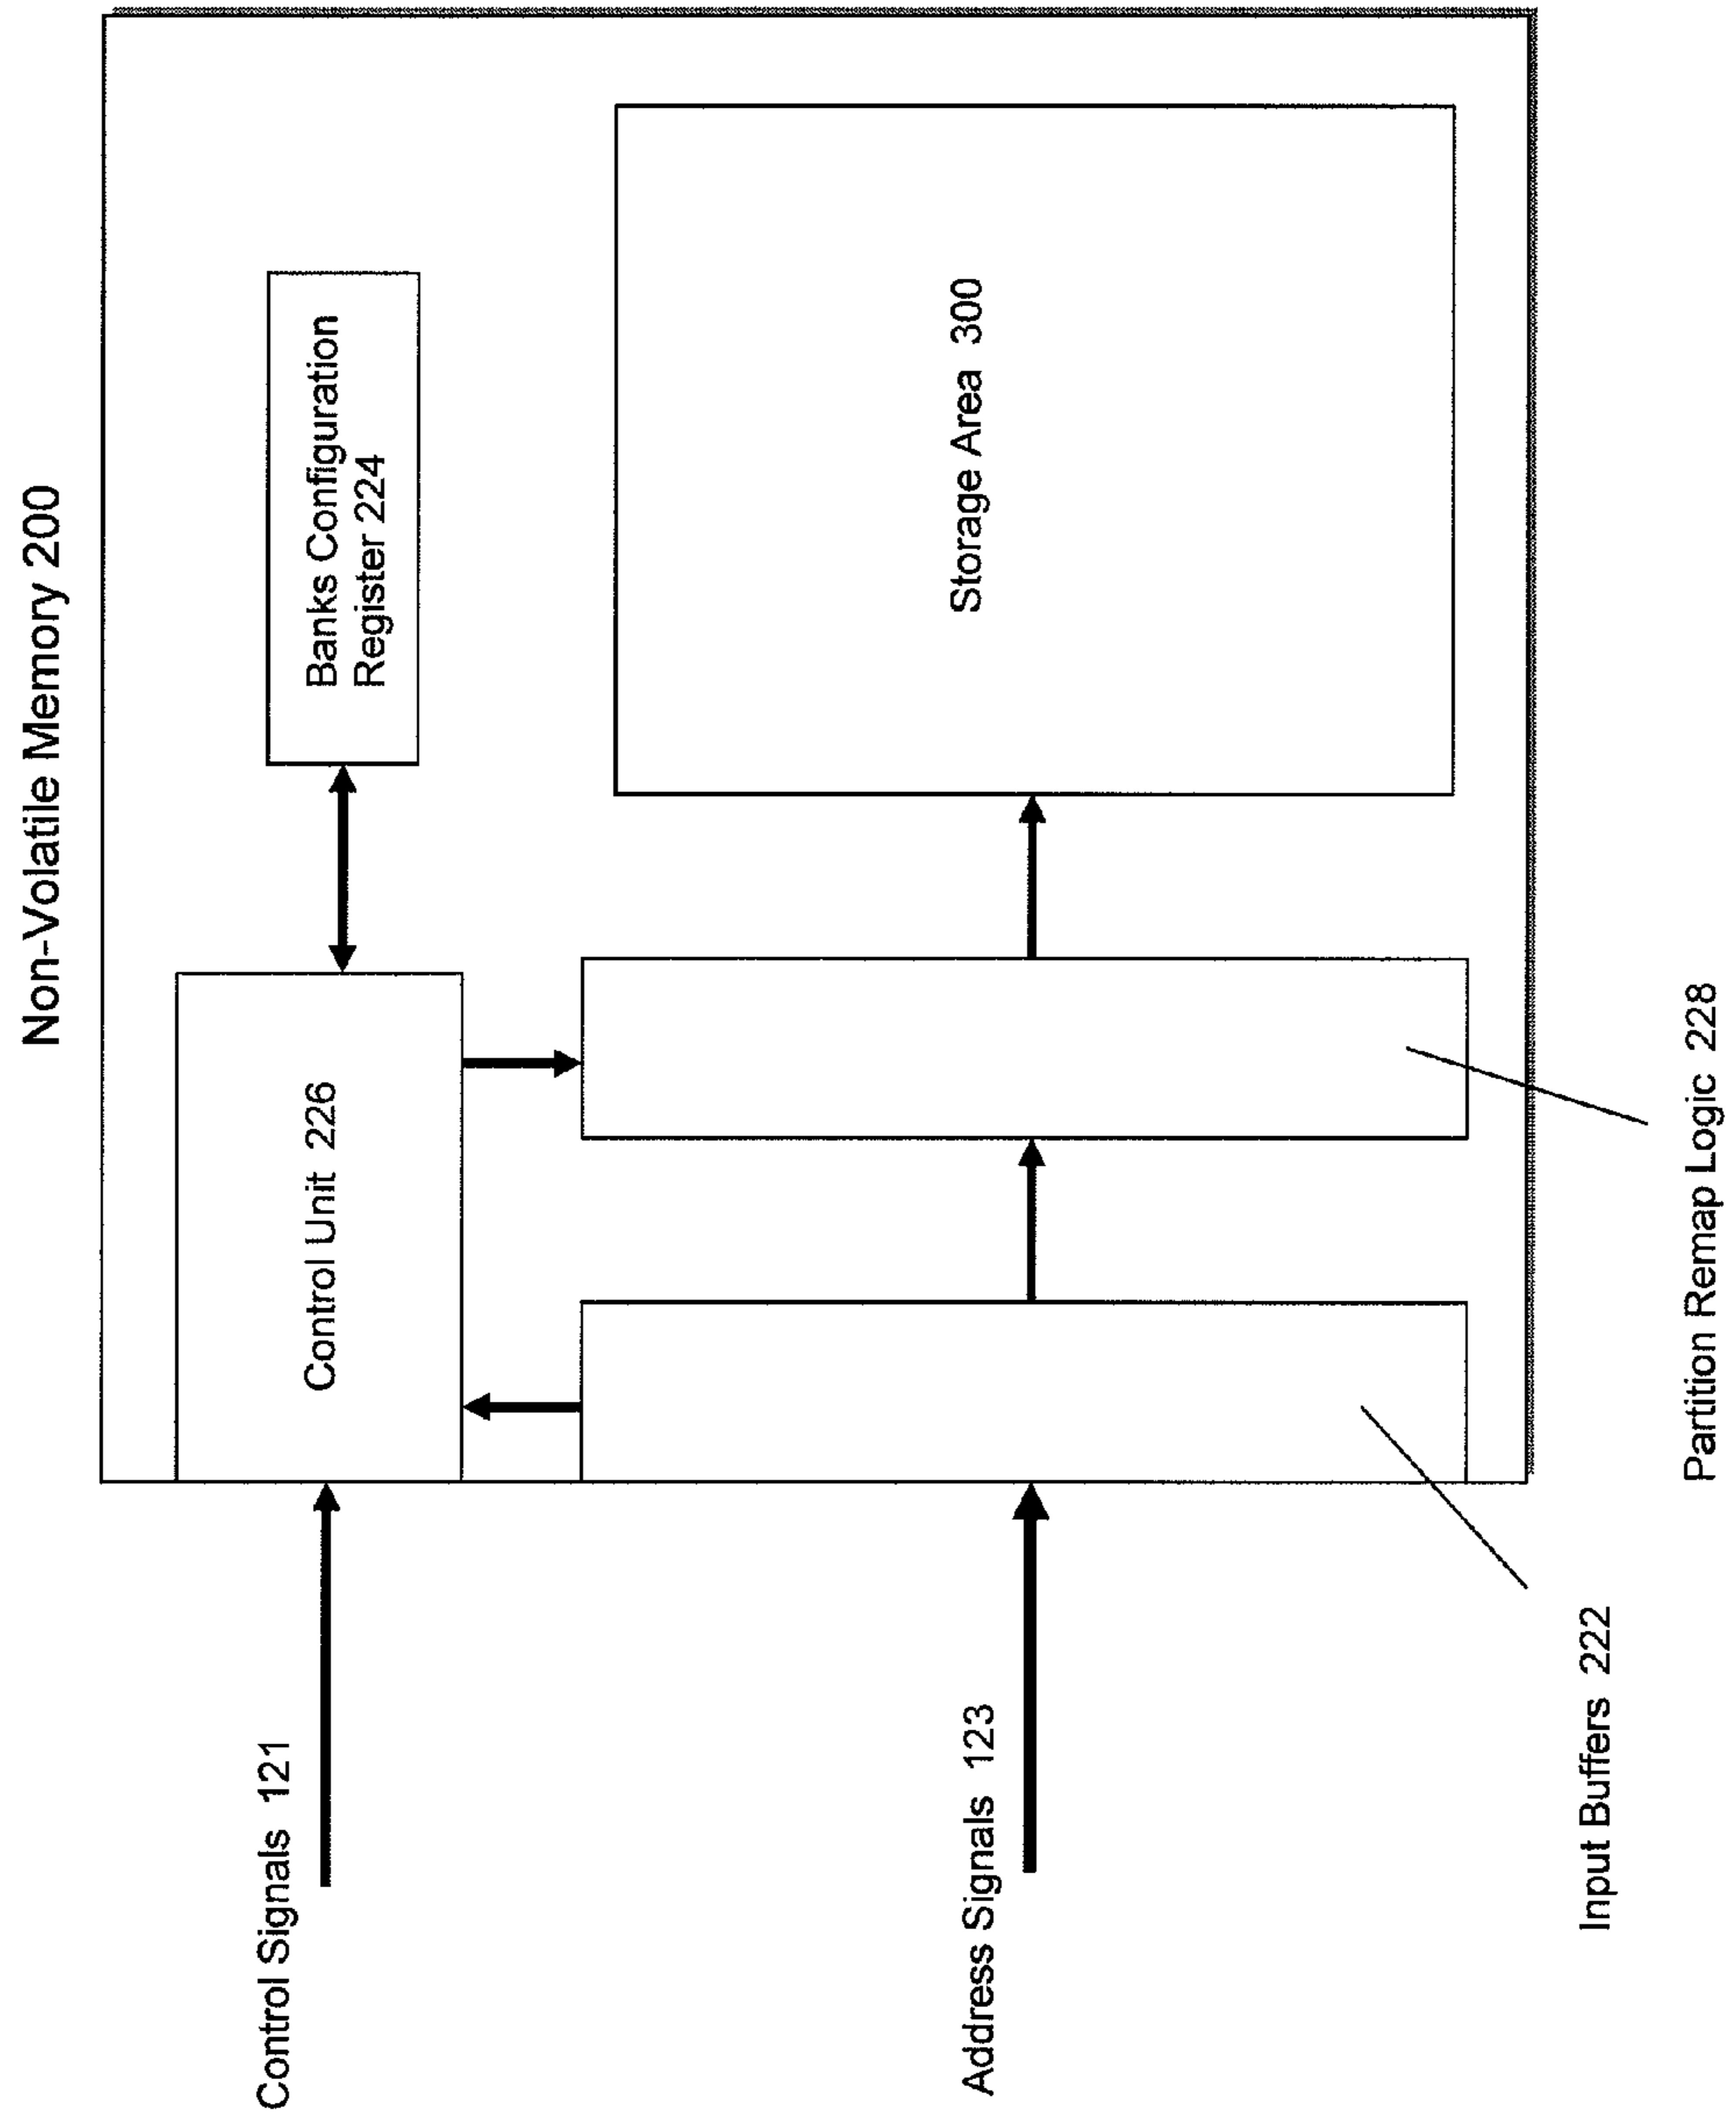 Non-Volatile Memory 200
Control Signals 121
Control Unit 226
Banks Configuration
Register 224
Address Signals 123
Storage Area 300
Input Buffers 222
Partition Remap Logic 228